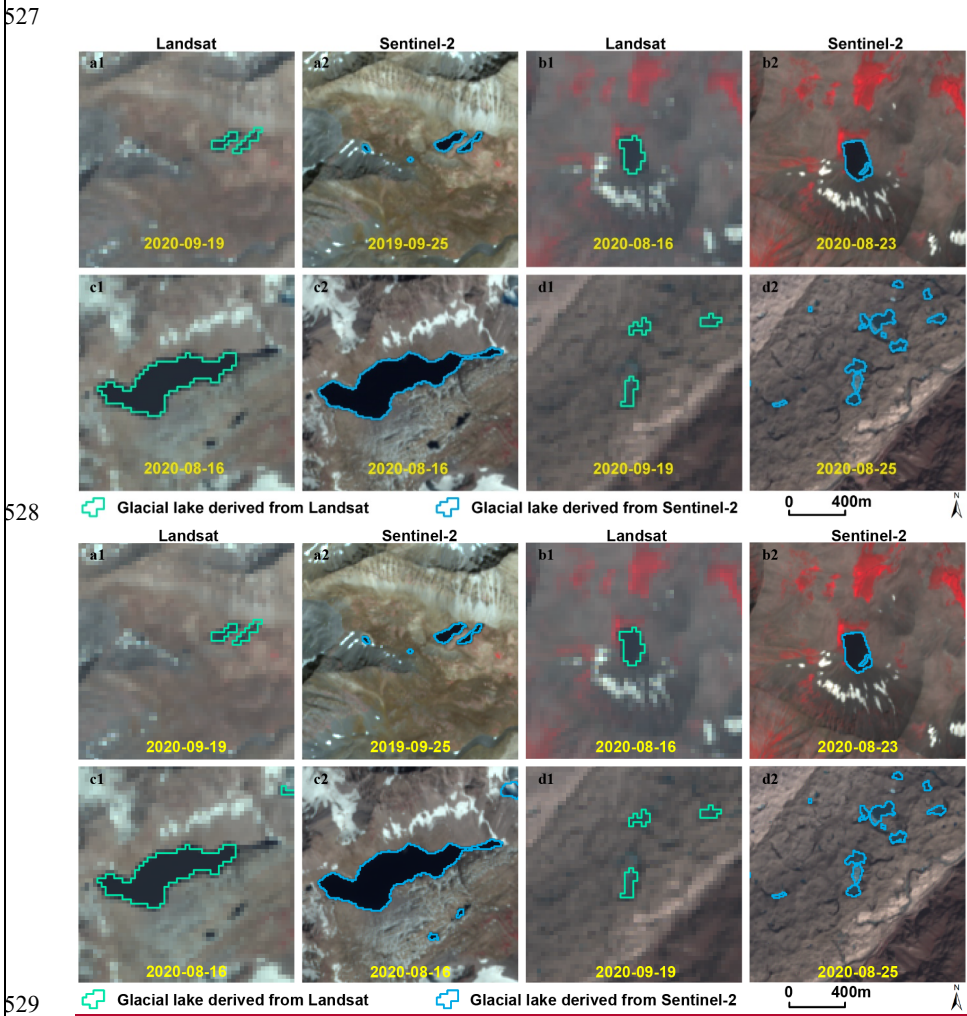 527
Landsat Sentinel-2 Landsat Sentinel-2
a1 a2 b1 b2
2020-09-19 2019-09-25 2020-08-16 2020-08-23
c1 c2 d1 d2
2020-08-16 2020-08-16 2020-09-19 2020-08-25
528 Glacial lake derived from Landsat Glacial lake derived from Sentinel-2 0 400m N
Landsat Sentinel-2 Landsat Sentinel-2
a1 a2 b1 b2
2020-09-19 2019-09-25 2020-08-16 2020-08-23
c1 c2 d1 d2
2020-08-16 2020-08-16 2020-09-19 2020-08-25
529 Glacial lake derived from Landsat Glacial lake derived from Sentinel-2 0 400m N